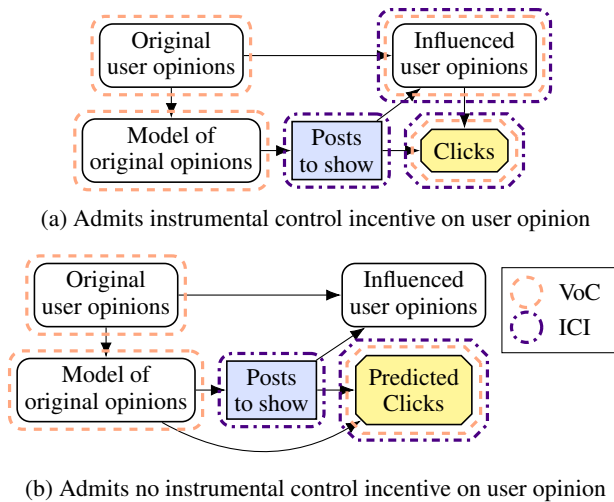 Original
user opinions
Influenced
user opinions
Model of
original opinions
Posts
to show
Clicks
(a) Admits instrumental control incentive on user opinion
Original
user opinions
Influenced
user opinions
VoC
ICI
Model of
original opinions
Posts
to show
Predicted
Clicks
(b) Admits no instrumental control incentive on user opinion